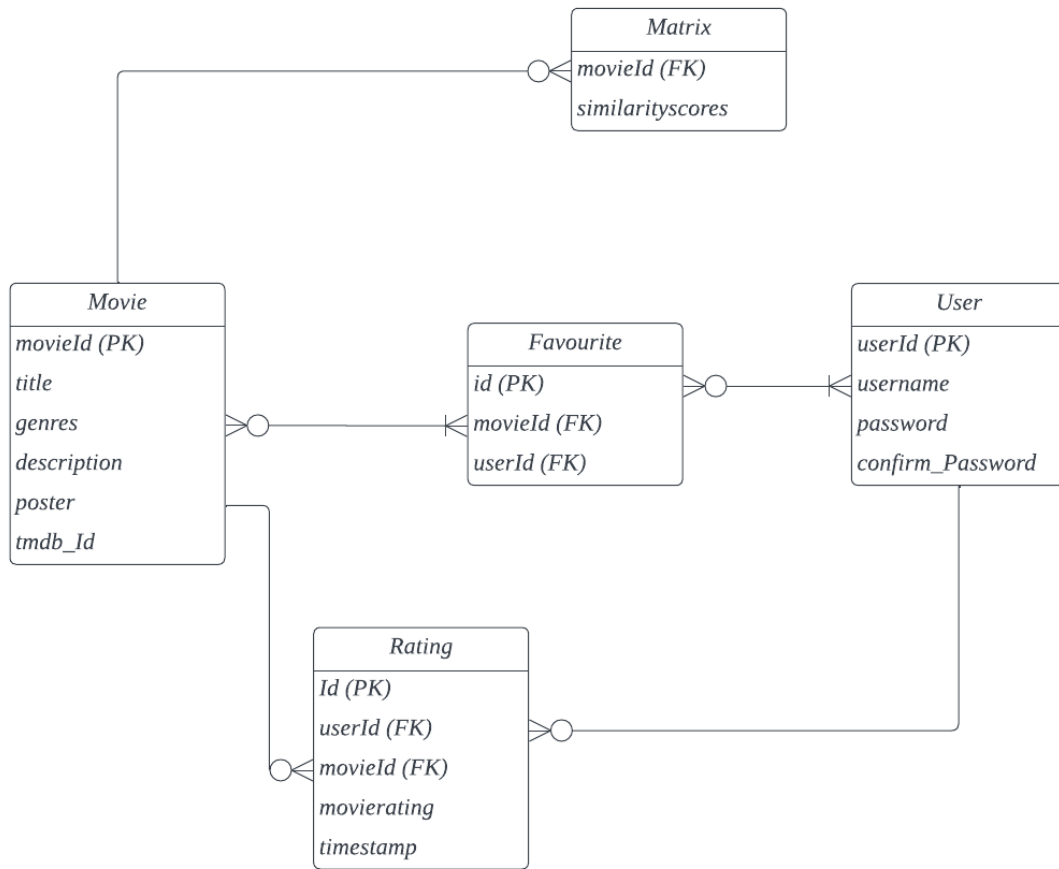 Matrix
movieId (FK)
similarityscores
Movie
movieId (PK)
title
genres
description
poster
tmdb_Id
Favourite
id (PK)
movieId (FK)
userId (FK)
User
userId (PK)
username
password
confirm_Password
Rating
Id (PK)
userId (FK)
movieId (FK)
movierating
timestamp